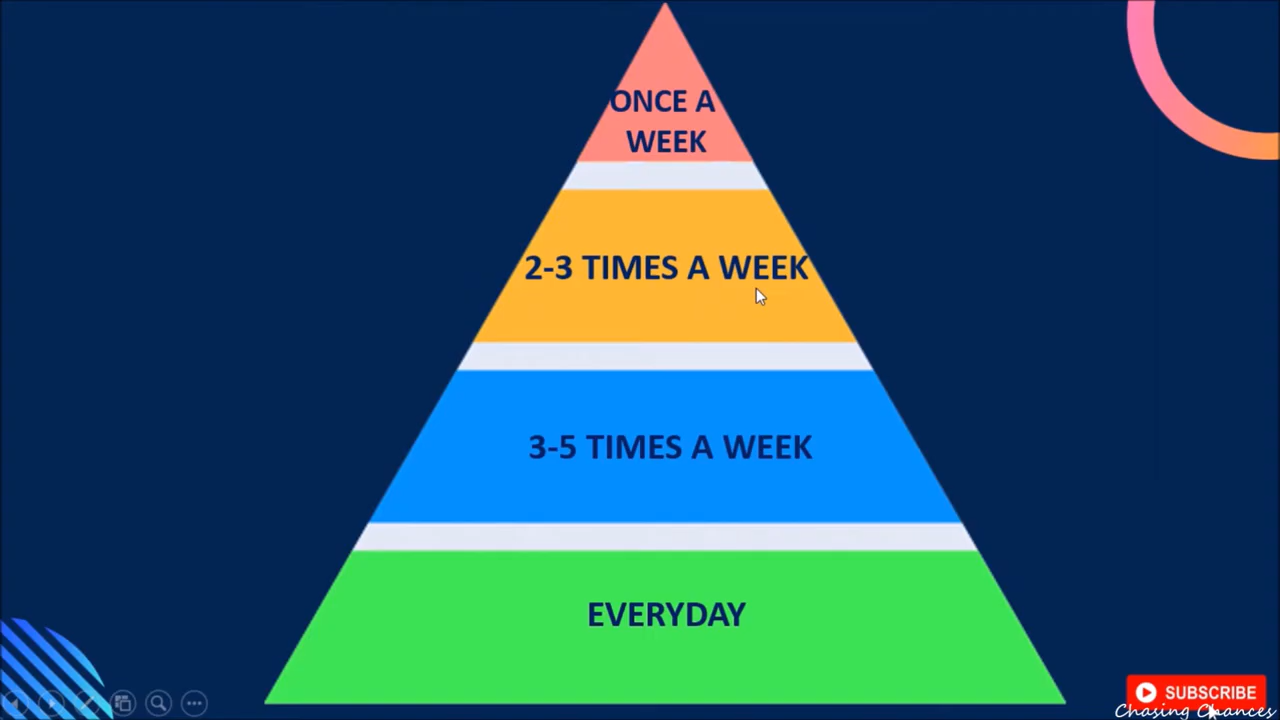 ONCE A
WEEK
2-3 TIMES A WEEK
3-5 TIMES A WEEK
EVERYDAY
SUBSCRIBE
Chasing Chances